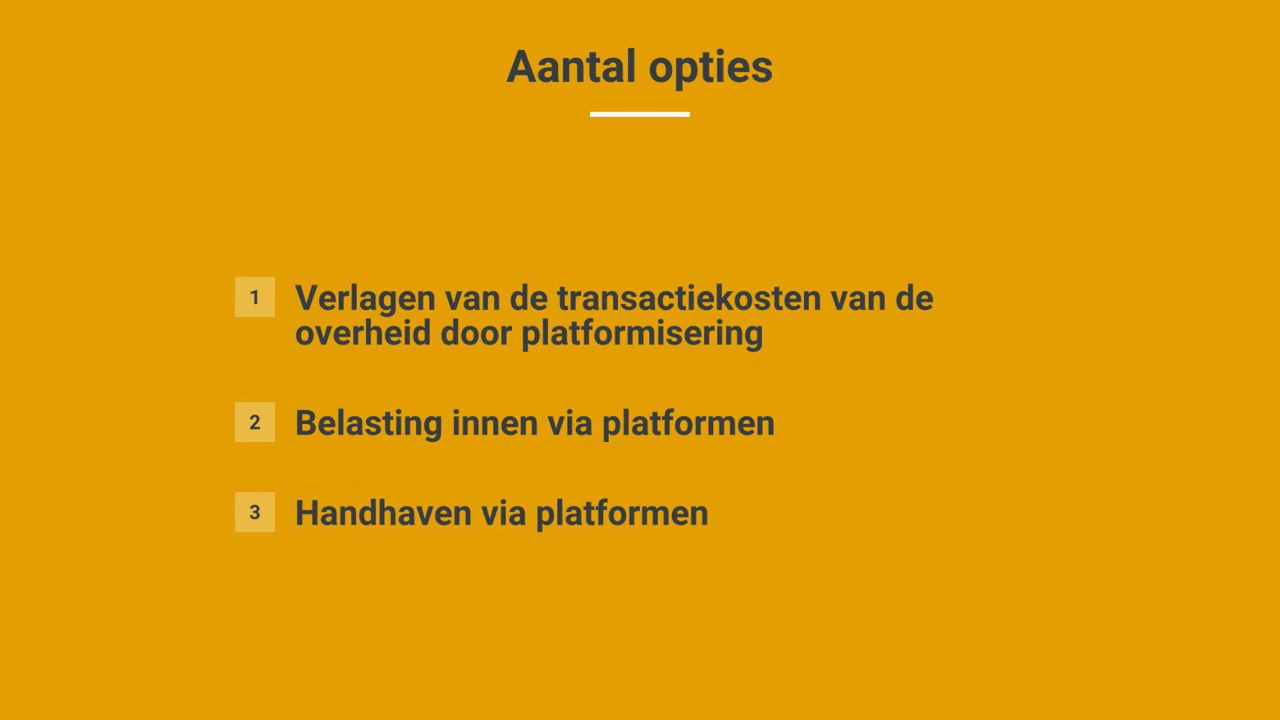 Aantal opties
1 Verlagen van de transactiekosten van de
overheid door platformisering
2 Belasting innen via platformen
3 Handhaven via platformen